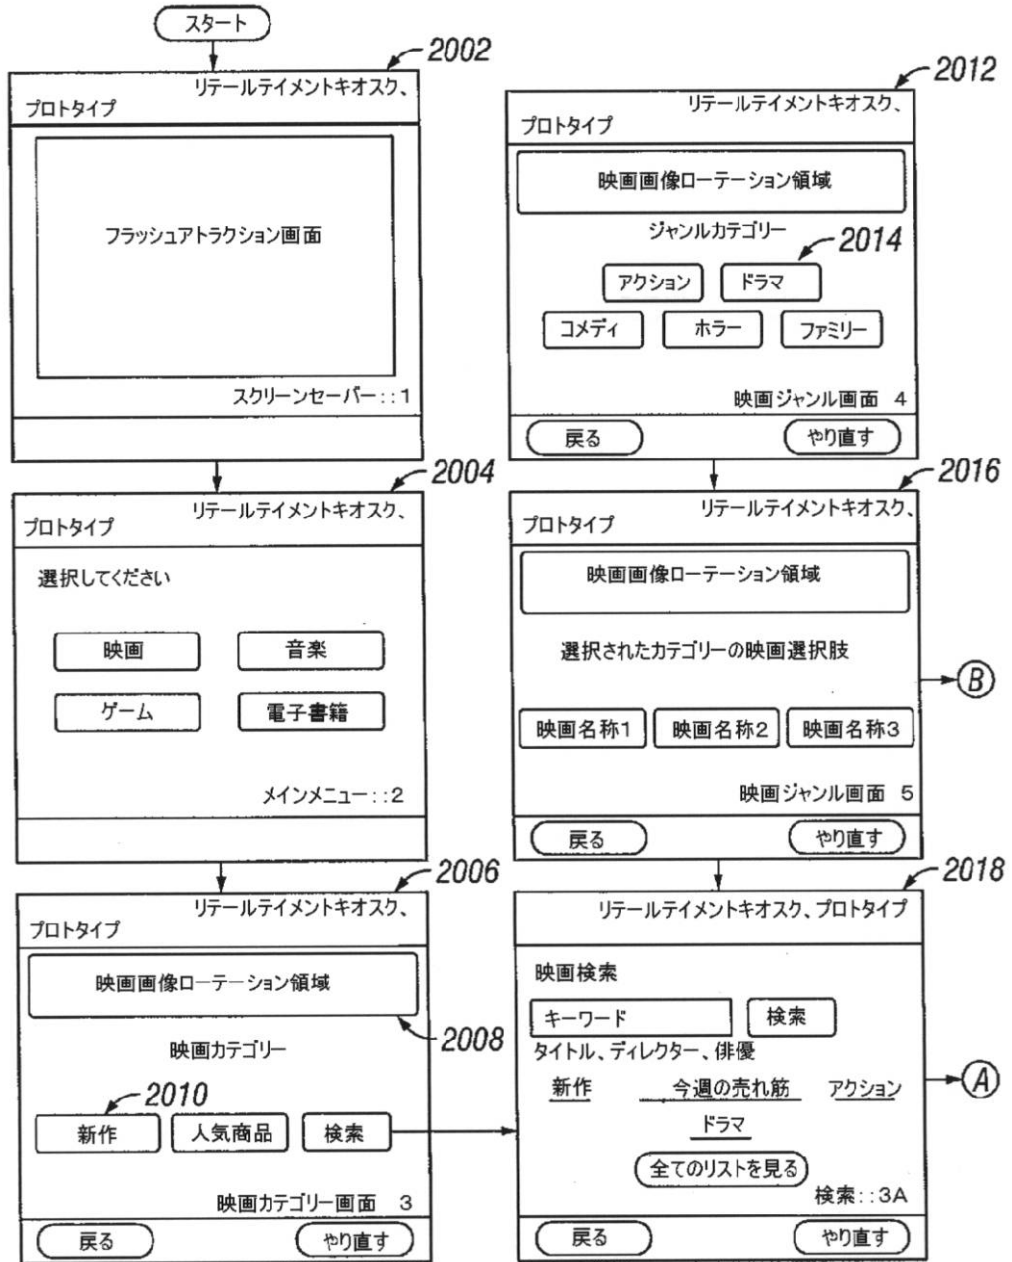 スタート
2002
リテールテイメントキオスク、
プロトタイプ
フラッシュアトラクション画面
スクリーンセーバー::1
2004
リテールテイメントキオスク、
プロトタイプ
選択してください
映画 音楽
ゲーム 電子書籍
メインメニュー::2
2006
リテールテイメントキオスク、
プロトタイプ
映画画像ローテーション領域
2008
映画カテゴリー
2010
新作 人気商品 検索
映画カテゴリー画面 3
戻る やり直す
2012
リテールテイメントキオスク、
プロトタイプ
映画画像ローテーション領域
ジャンルカテゴリー
2014
アクション ドラマ
コメディ ホラー ファミリー
映画ジャンル画面 4
戻る やり直す
2016
リテールテイメントキオスク、
プロトタイプ
映画画像ローテーション領域
選択されたカテゴリーの映画選択肢
B
映画名称1 映画名称2 映画名称3
映画ジャンル画面 5
戻る やり直す
2018
リテールテイメントキオスク、プロトタイプ
映画検索
キーワード 検索
タイトル、ディレクター、俳優
新作 今週の売れ筋 アクション
A
ドラマ
全てのリストを見る
検索::3A
戻る やり直す